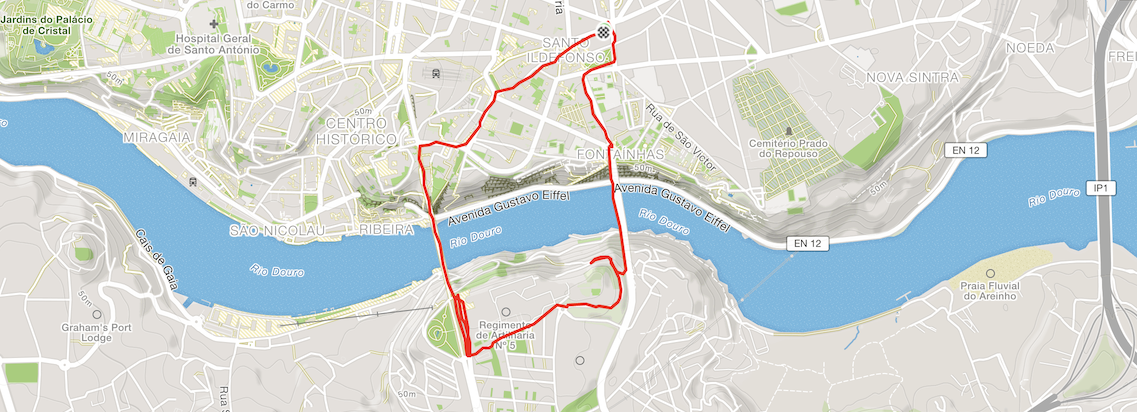 do Carmo
Jardins do Palácio
de Cristal
Hospital Geral
de Santo António
SANTO
ILDEFONSO
NOEDA
NOVA SINTRA
50m
50m
MIRAGAIA
CENTRO
HISTÓRICO
Rua de São Victor
Cemitério Prado
do Repouso
EN 12
FONTAÍNHAS
50m
50m
IP1
Avenida Gustavo Eiffel
Avenida Gustavo Eiffel
Rio Douro
SÃO NICOLAU
RIBEIRA
Rio Douro
Rio Douro
EN 12
Cais de Gaia
Rio Douro
50m
Praia Fluvial
do Areinho
Graham's Port
Lodge
Regimento
de Artilharia
Nº 5
50m